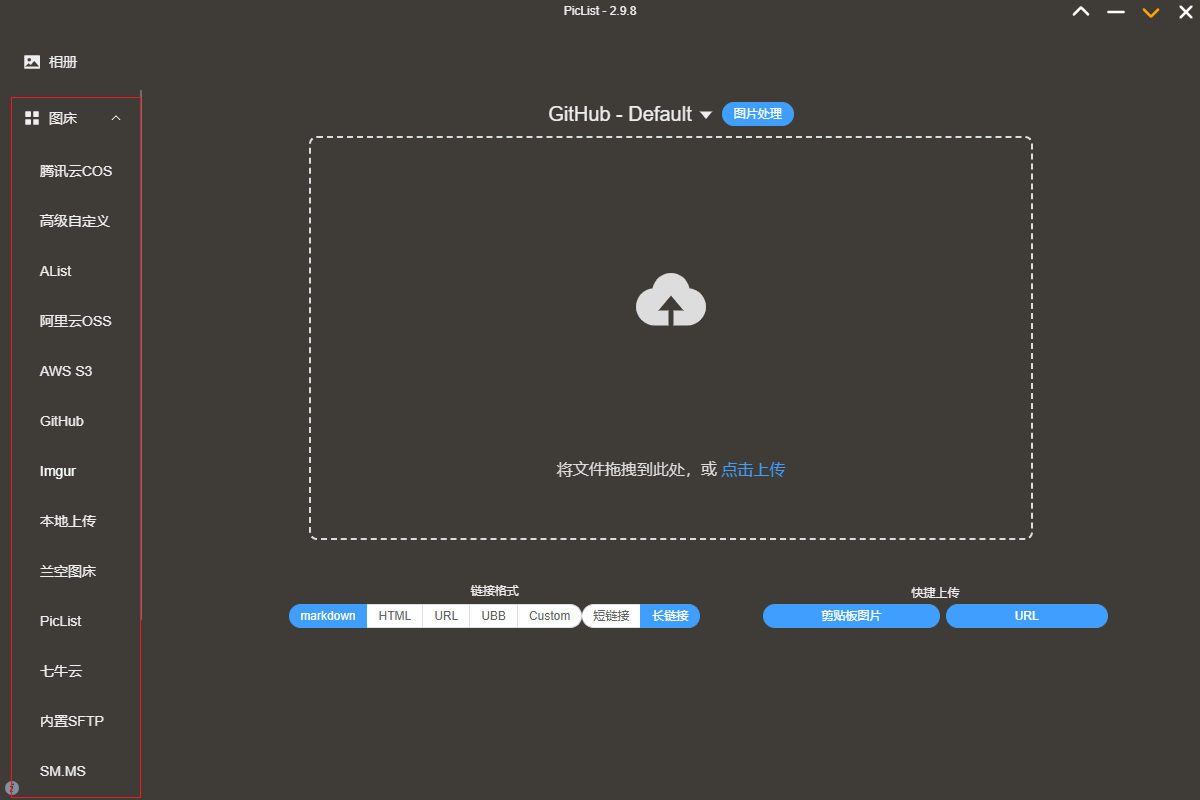 PicList - 2.9.8
相册
图床
腾讯云COS
高级自定义
AList
阿里云OSS
AWS S3
GitHub
Imgur
本地上传
兰空图床
PicList
七牛云
内置SFTP
SM.MS
GitHub - Default
图片处理
将文件拖拽到此处，或 点击上传
链接格式
markdown HTML URL UBB Custom 短链接 长链接
快捷上传
剪贴板图片 URL